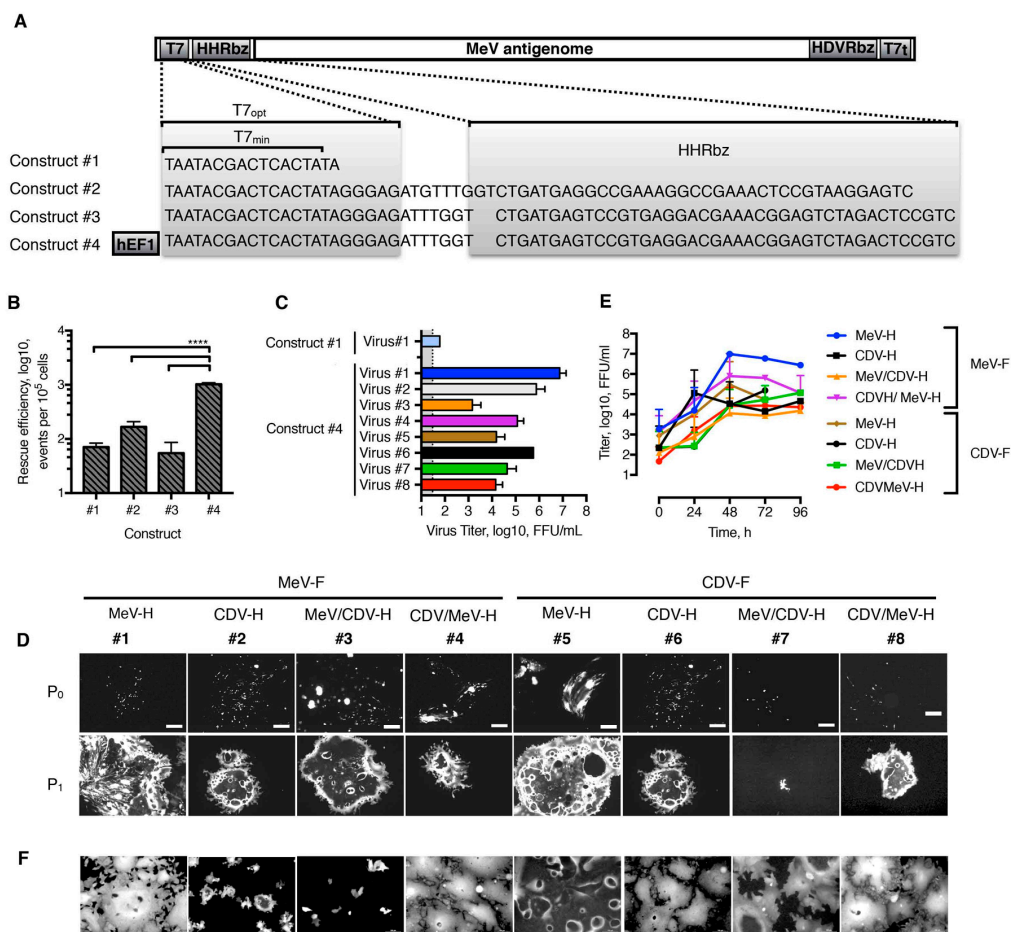 A
T7 HHRbz MeV antigenome HDVRbz T7t
T7opt
T7min
HHRbz
Construct #1 TAATACGACTCACTATA
Construct #2 TAATACGACTCACTATAGGGAGATGTTTGGTCTGATGAGGCCGAAAGGCCGAAACTCCGTAAGGAGTC
Construct #3 TAATACGACTCACTATAGGGAGATTTGGT CTGATGAGTCCGTGAGGACGAAACGGAGTCTAGACTCCGTC
Construct #4 hEF1 TAATACGACTCACTATAGGGAGATTTGGT CTGATGAGTCCGTGAGGACGAAACGGAGTCTAGACTCCGTC
B
Rescue efficiency, log10,
events per 10⁵ cells
4
3
2
1
****
#1 #2 #3 #4
Construct
C
Construct #1
Virus#1
Construct #4
Virus #1
Virus #2
Virus #3
Virus #4
Virus #5
Virus #6
Virus #7
Virus #8
1 2 3 4 5 6 7 8
Virus Titer, log10, FFU/mL
E
Titer, log10, FFU/ml
8
7
6
5
4
3
2
1
0 24 48 72 96
Time, h
MeV-H
CDV-H
MeV/CDV-H
CDVH/ MeV-H
MeV-F
MeV-H
CDV-H
MeV/CDVH
CDVMeV-H
CDV-F
MeV-F CDV-F
MeV-H CDV-H MeV/CDV-H CDV/MeV-H MeV-H CDV-H MeV/CDV-H CDV/MeV-H
D #1 #2 #3 #4 #5 #6 #7 #8
P₀
P₁
F